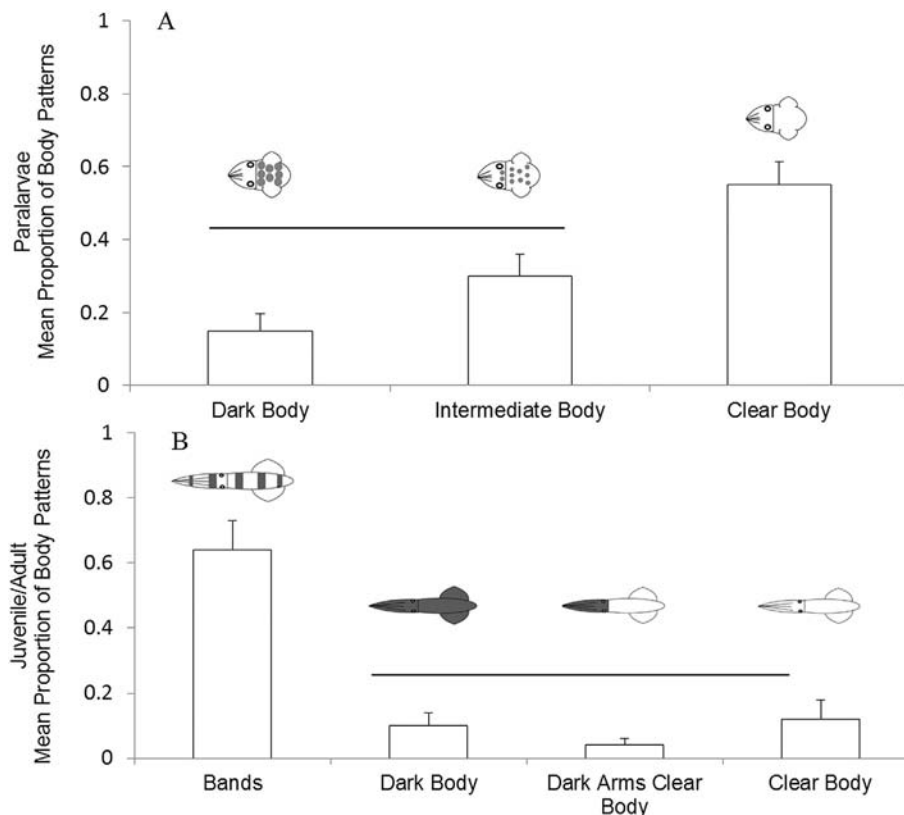 A
Paralarvae
Mean Proportion of Body Patterns
1
0.8
0.6
0.4
0.2
0
Dark Body
Intermediate Body
Clear Body
B
Juvenile/Adult
Mean Proportion of Body Patterns
1
0.8
0.6
0.4
0.2
0
Bands
Dark Body
Dark Arms Clear
Body
Clear Body